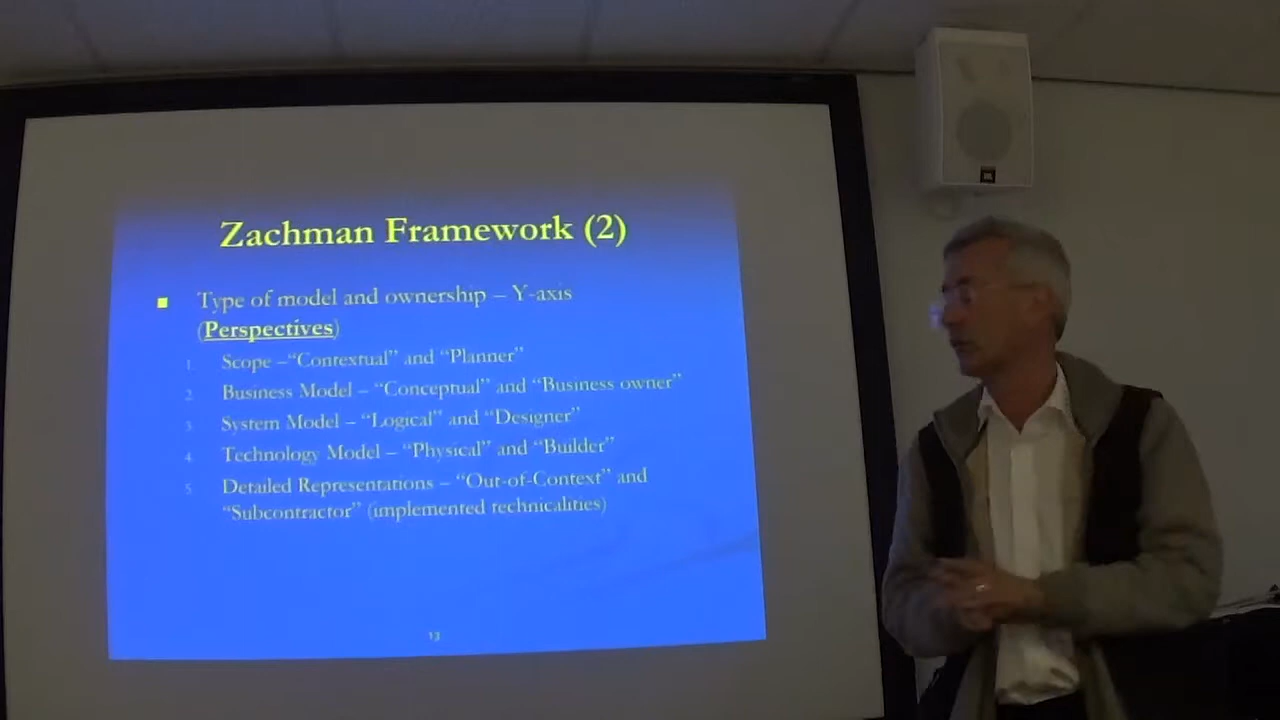 Zachman Framework (2)
Type of model and ownership – Y-axis
(Perspectives)
1. Scope –“Contextual” and “Planner”
2. Business Model – “Conceptual” and “Business owner”
3. System Model – “Logical” and “Designer”
4. Technology Model – “Physical” and “Builder”
5. Detailed Representations – “Out-of-Context” and
“Subcontractor” (implemented technicalities)
13